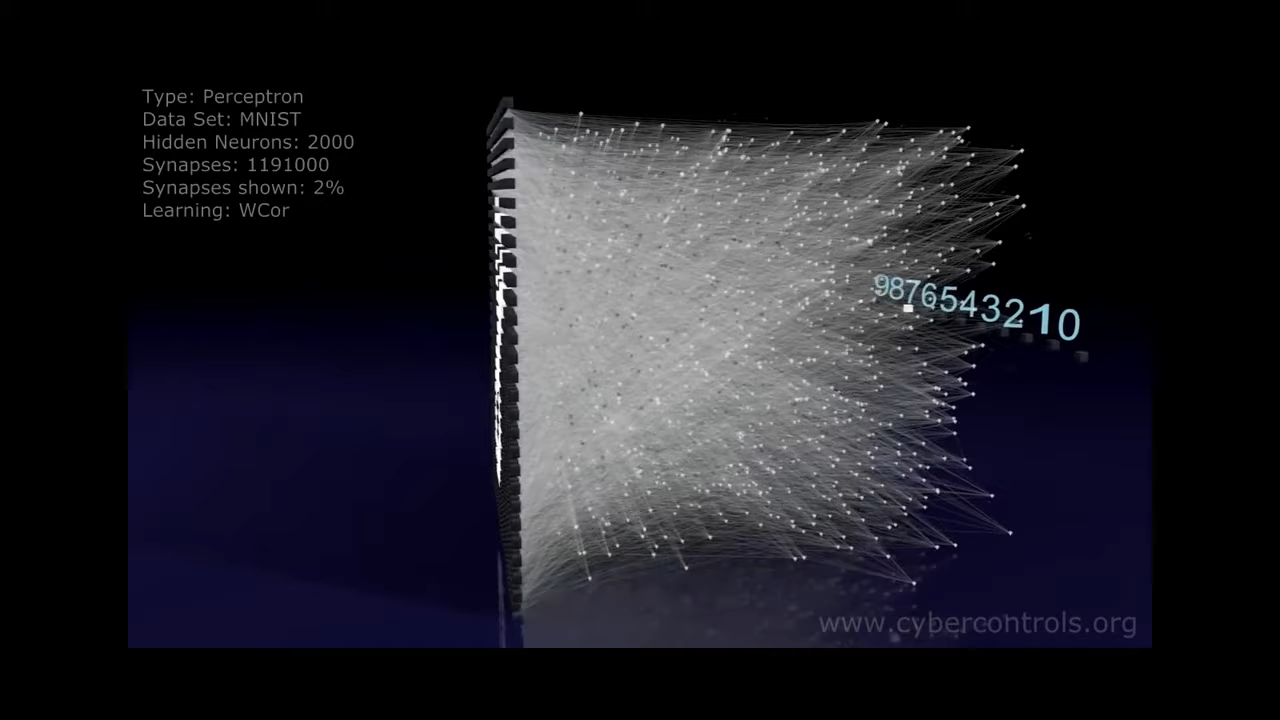 Type: Perceptron
Data Set: MNIST
Hidden Neurons: 2000
Synapses: 1191000
Synapses shown: 2%
Learning: WCor
9876543210
www.cybercontrols.org